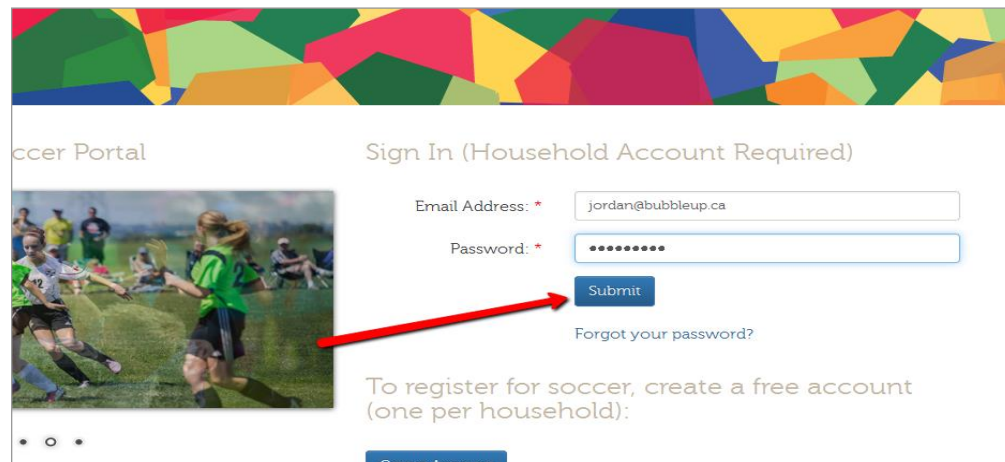 ccer Portal
Sign In (Household Account Required)
Email Address: *
jordan@bubbleup.ca
Password: *
•••••••••
Submit
Forgot your password?
To register for soccer, create a free account
(one per household):